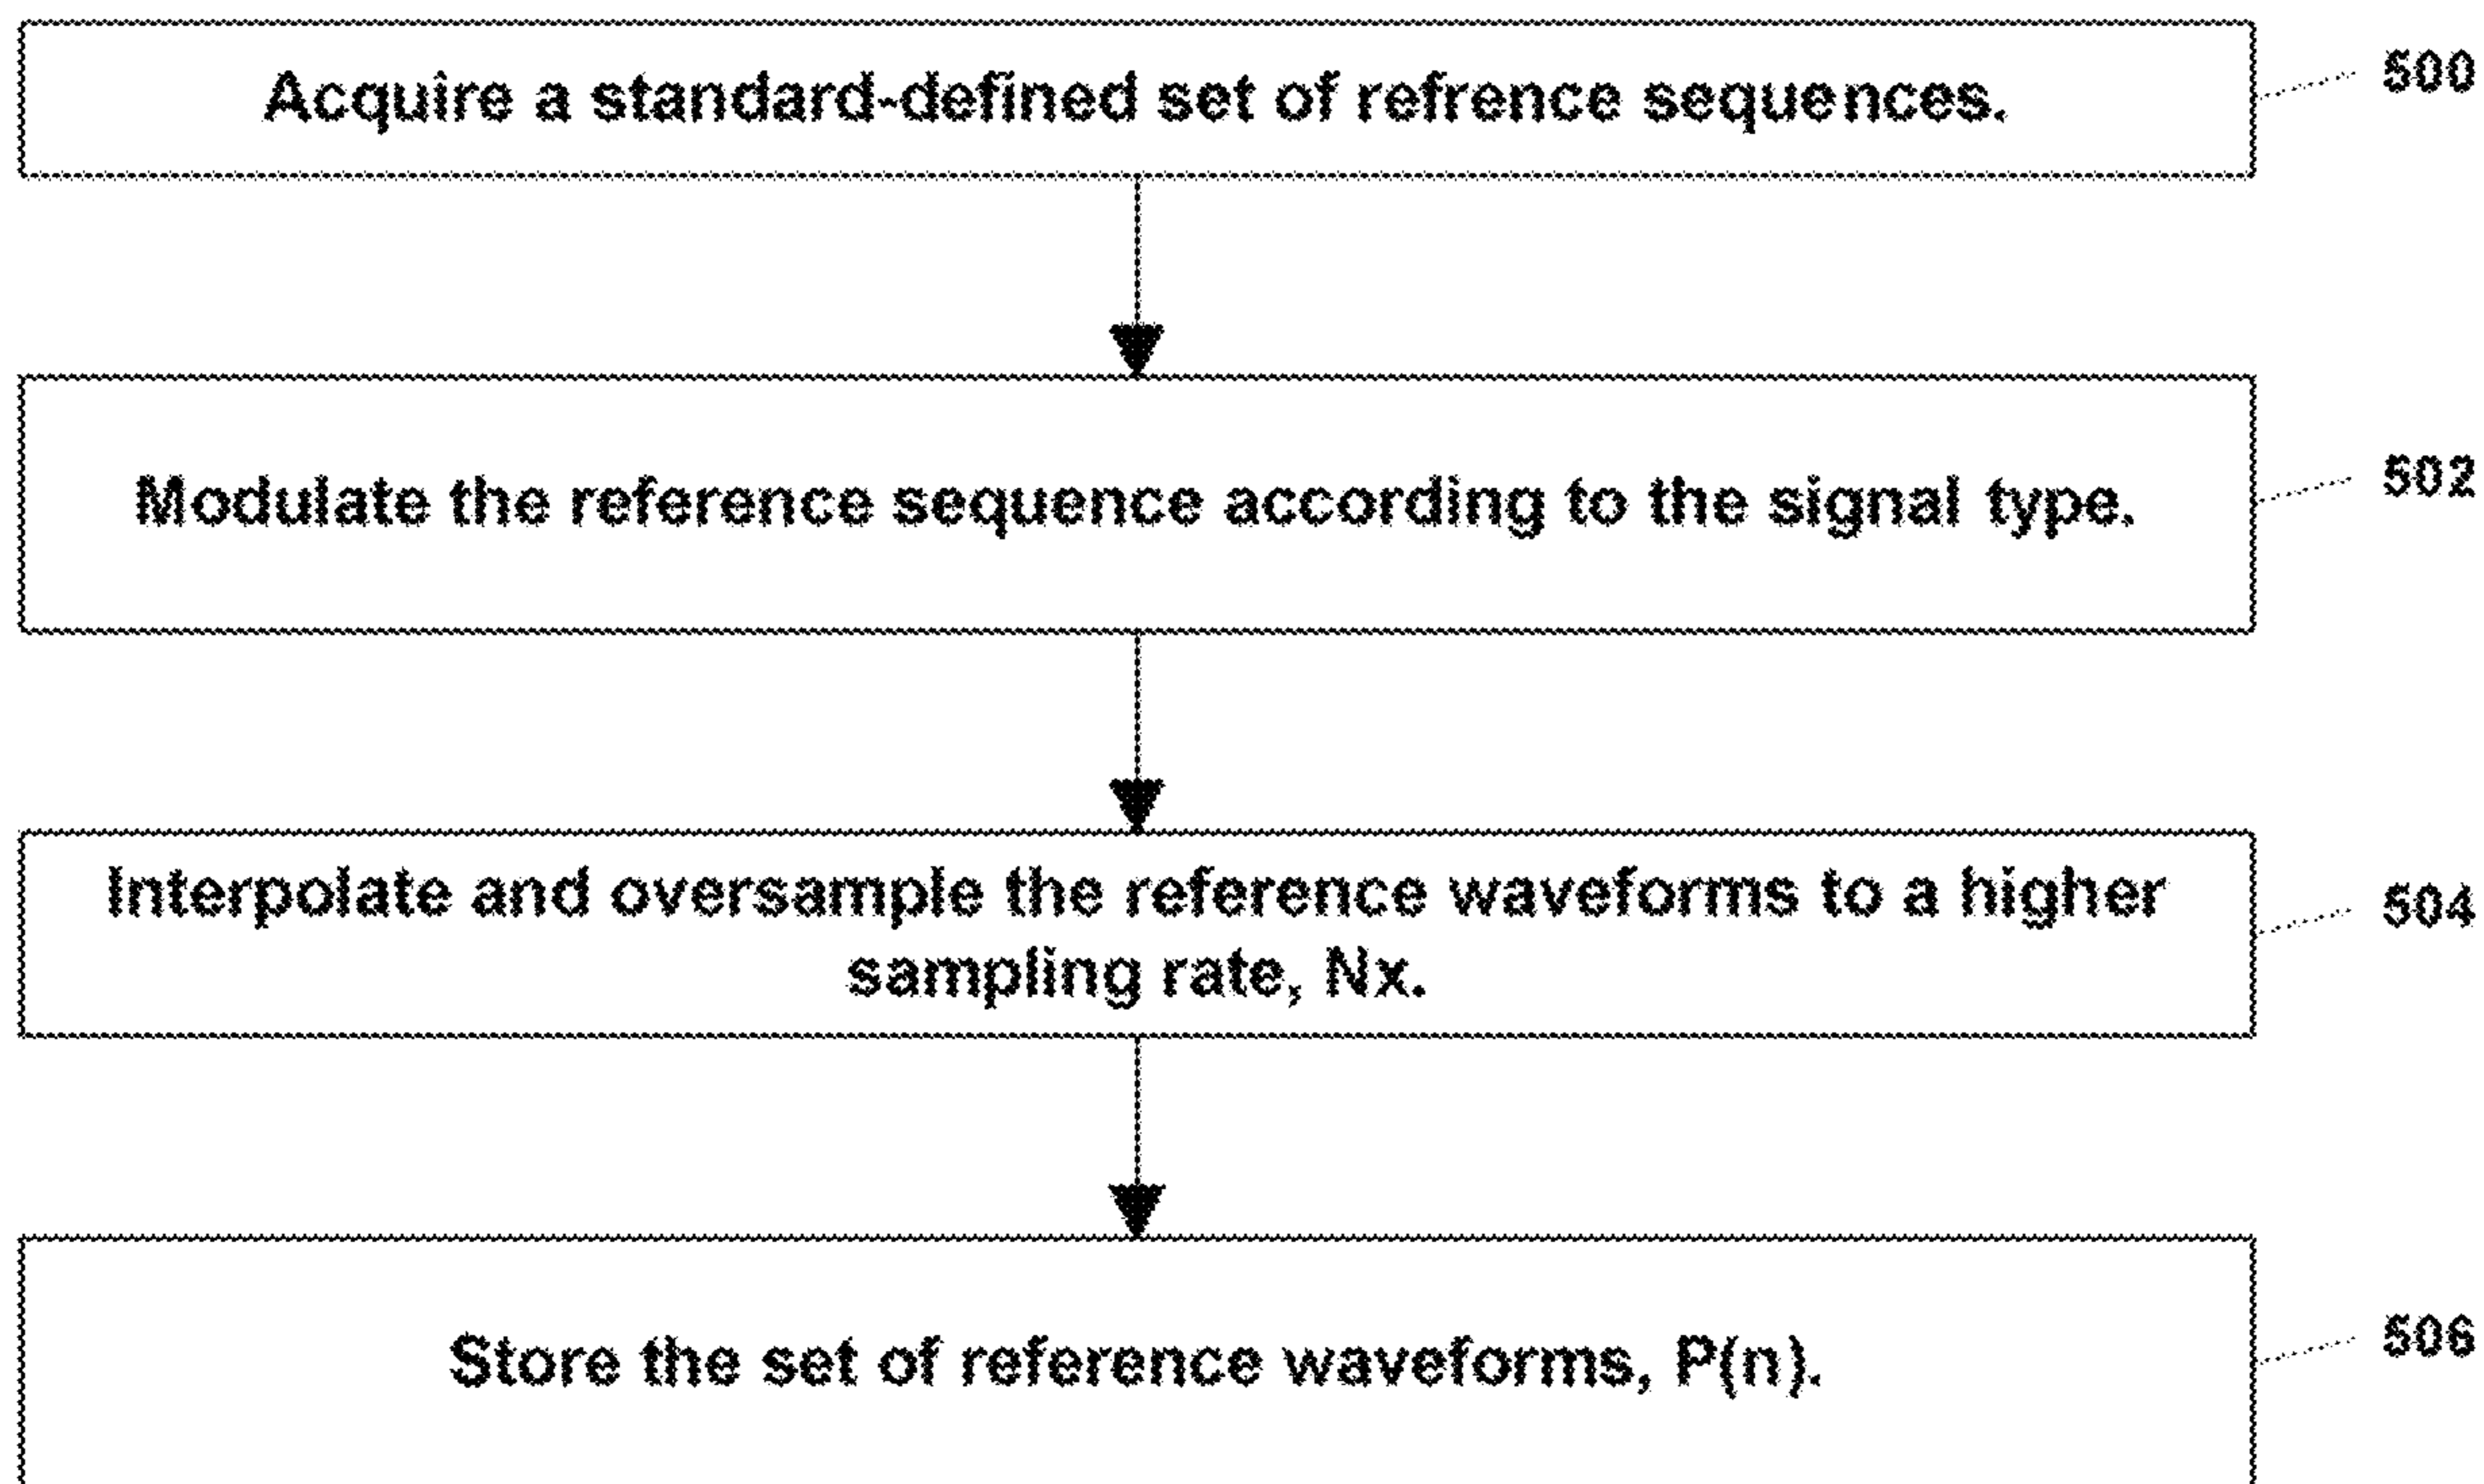 Acquire a standard-defined set of refrence sequences.
500
Modulate the reference sequence according to the signal type.
502
Interpolate and oversample the reference waveforms to a higher
sampling rate, Nx.
504
Store the set of reference waveforms, P(n).
506